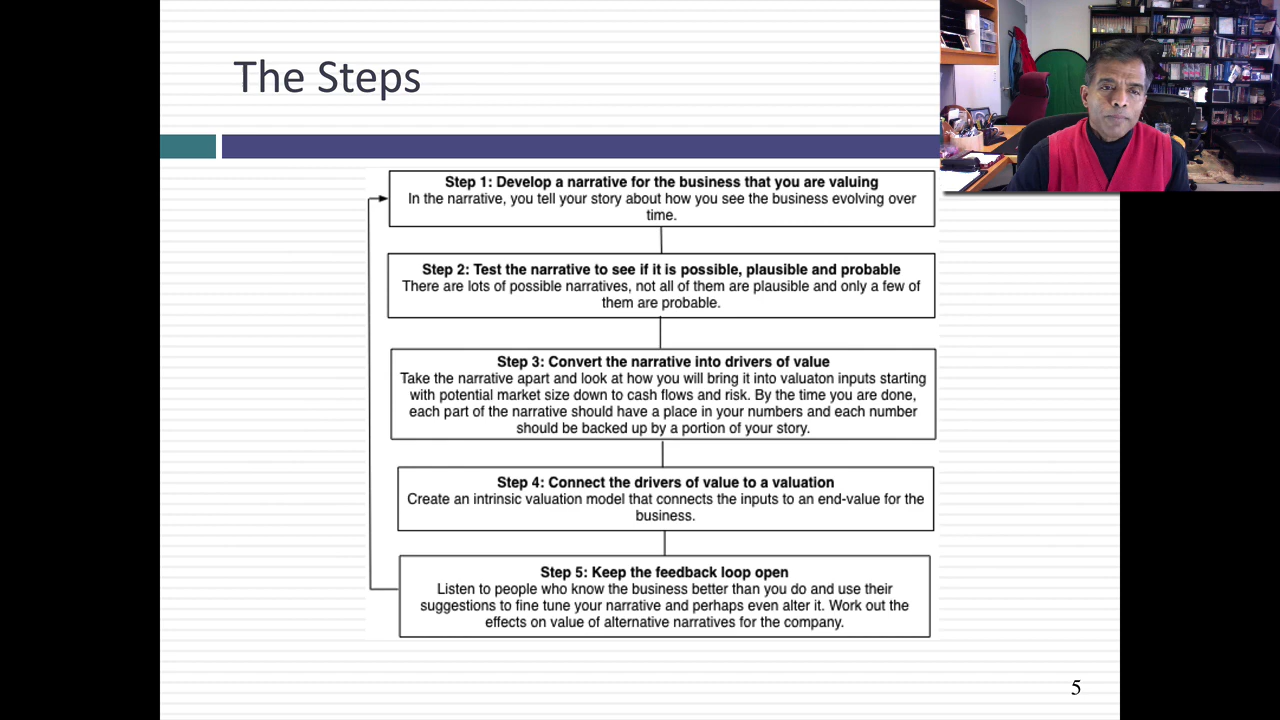 The Steps
Step 1: Develop a narrative for the business that you are valuing
In the narrative, you tell your story about how you see the business evolving over
time.
Step 2: Test the narrative to see if it is possible, plausible and probable
There are lots of possible narratives, not all of them are plausible and only a few of
them are probable.
Step 3: Convert the narrative into drivers of value
Take the narrative apart and look at how you will bring it into valuaton inputs starting
with potential market size down to cash flows and risk. By the time you are done,
each part of the narrative should have a place in your numbers and each number
should be backed up by a portion of your story.
Step 4: Connect the drivers of value to a valuation
Create an intrinsic valuation model that connects the inputs to an end-value for the
business.
Step 5: Keep the feedback loop open
Listen to people who know the business better than you do and use their
suggestions to fine tune your narrative and perhaps even alter it. Work out the
effects on value of alternative narratives for the company.
5